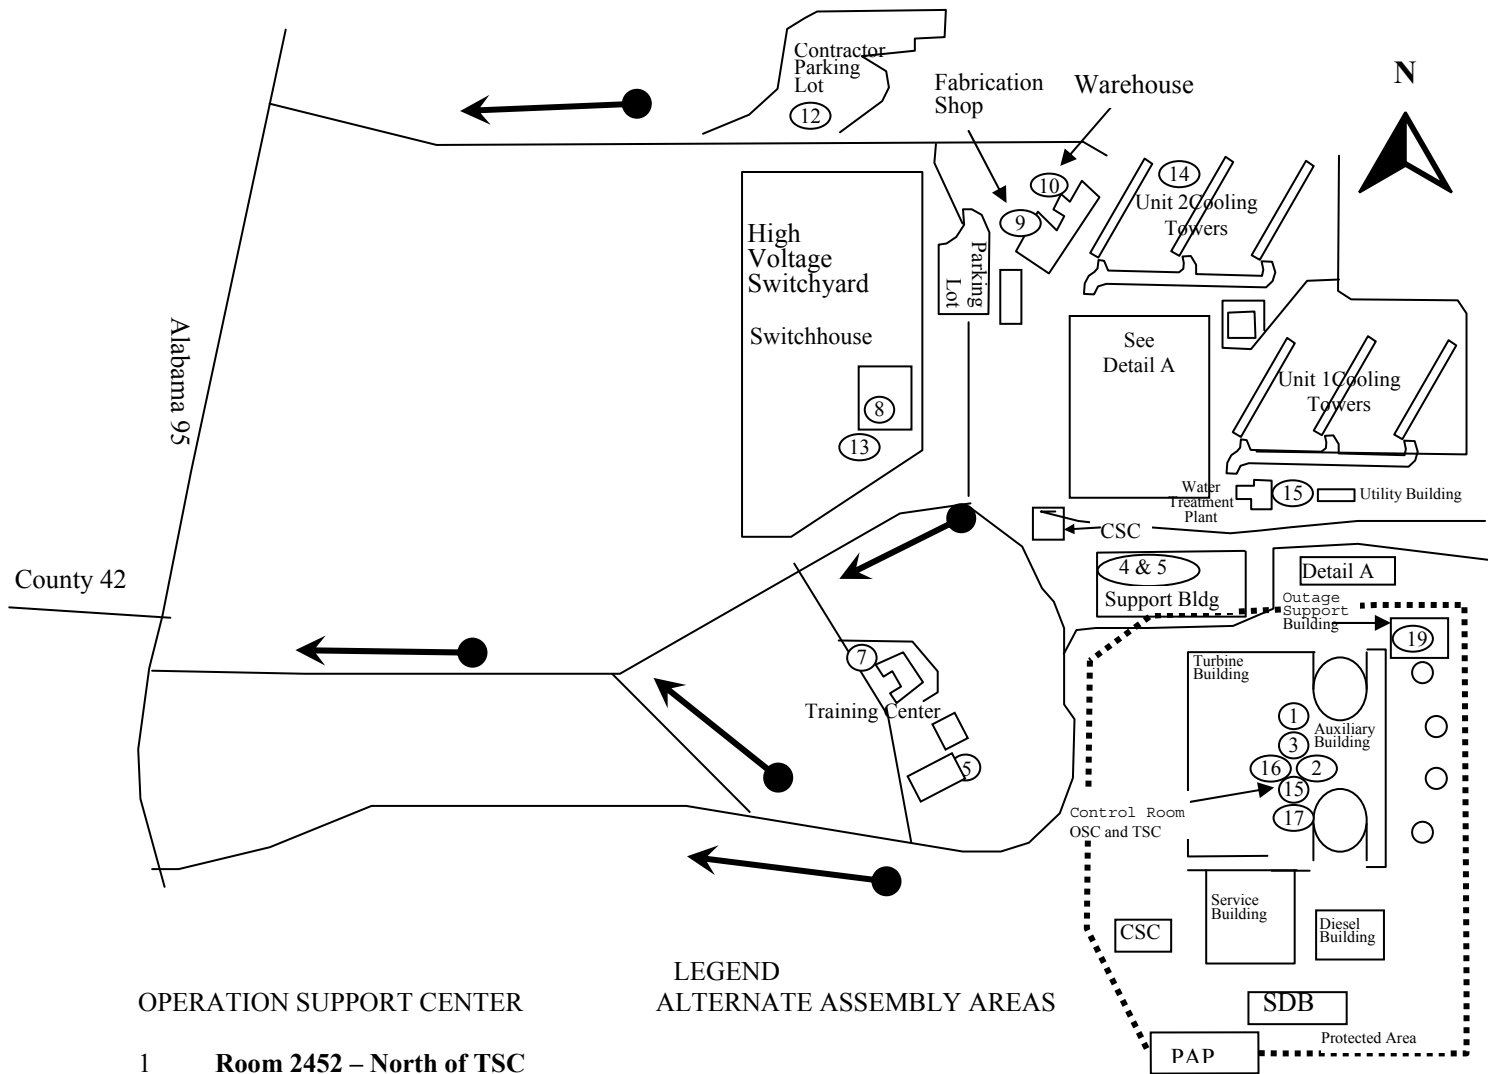 Contractor
Parking
Lot
12
Fabrication
Shop
Warehouse
N
10
9
14
Unit 2Cooling
Towers
High
Voltage
Switchyard
Parking
Lot
Switchhouse
See
Detail A
Alabama 95
8
13
Unit 1Cooling
Towers
Water
Treatment
Plant
15
Utility Building
CSC
County 42
4 & 5
Support Bldg
Detail A
Outage
Support
Building
19
7
Training Center
5
Turbine
Building
1
Auxiliary
Building
3
16
2
15
17
Control Room
OSC and TSC
Service
Building
CSC
Diesel
Building
SDB
Protected Area
PAP
LEGEND
OPERATION SUPPORT CENTER
ALTERNATE ASSEMBLY AREAS
1 Room 2452 – North of TSC